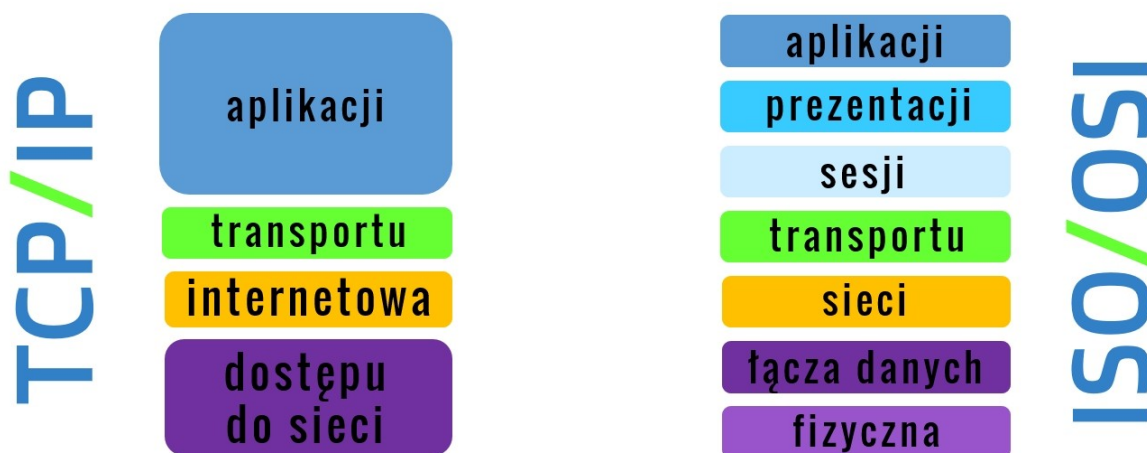 TCP/IP
aplikacji
transportu
internetowa
dostępu
do sieci
aplikacji
prezentacji
sesji
transportu
sieci
łącza danych
fizyczna
ISO/OSI